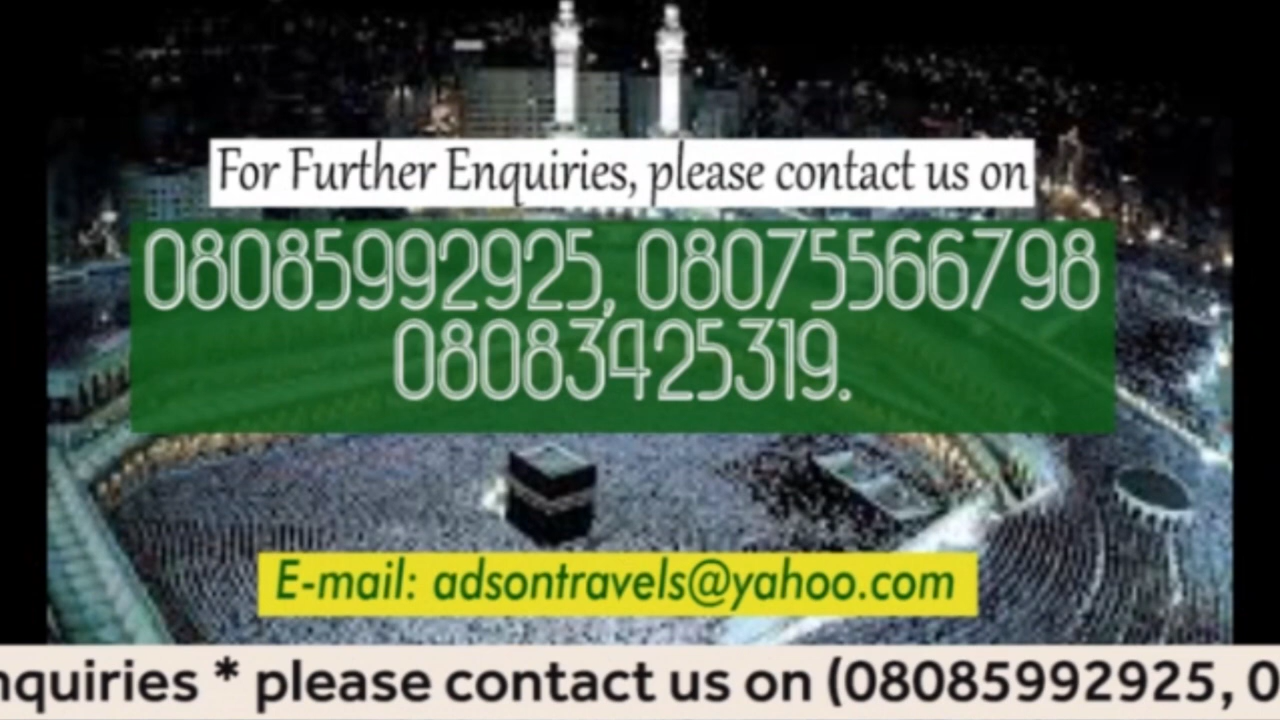 For Further Enquiries, please contact us on
08085992925, 08075566798
08083425319.
E-mail: adsontravels@yahoo.com
nquiries * please contact us on (08085992925, 0